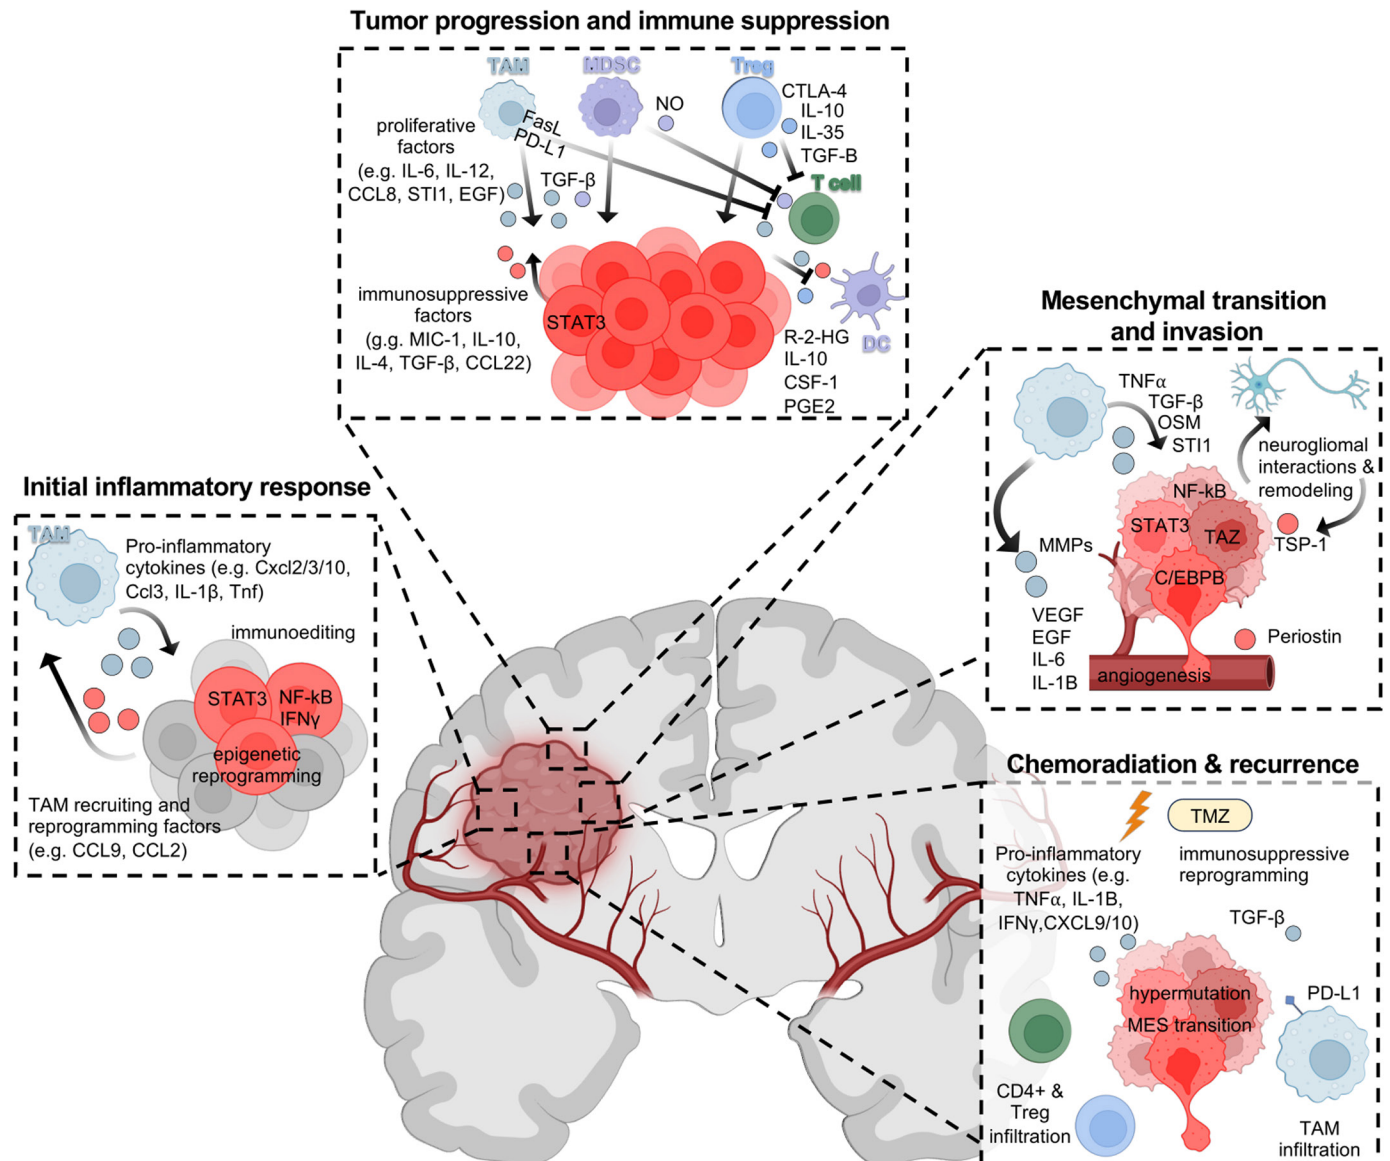 Tumor progression and immune suppression
TAM
MDSC
Treg
FasL
PD-L1
NO
CTLA-4
IL-10
IL-35
TGF-B
proliferative
factors
(e.g. IL-6, IL-12,
CCL8, STI1, EGF)
TGF-β
T cell
immunosuppressive
factors
(g.g. MIC-1, IL-10,
IL-4, TGF-β, CCL22)
STAT3
DC
R-2-HG
IL-10
CSF-1
PGE2
Mesenchymal transition
and invasion
TNFα
TGF-β
OSM
STI1
neurogliomal
interactions &
remodeling
NF-kB
STAT3
TAZ
TSP-1
C/EBPB
MMPs
VEGF
EGF
IL-6
IL-1B
Periostin
angiogenesis
Initial inflammatory response
TAM
Pro-inflammatory
cytokines (e.g. Cxcl2/3/10,
Ccl3, IL-1β, Tnf)
immunoediting
STAT3
NF-kB
IFNγ
epigenetic
reprogramming
TAM recruiting and
reprogramming factors
(e.g. CCL9, CCL2)
Chemoradiation & recurrence
TMZ
Pro-inflammatory
cytokines (e.g.
TNFα, IL-1B,
IFNγ,CXCL9/10)
immunosuppressive
reprogramming
TGF-β
hypermutation
MES transition
PD-L1
CD4+ &
Treg
infiltration
TAM
infiltration